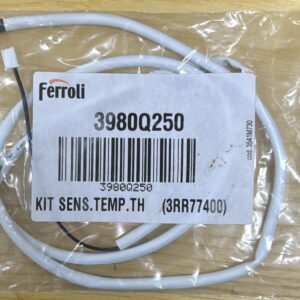 Ferroli
3980Q250
3980Q250
KIT SENS.TEMP.TH (3RR77400)
cod. 3541M730